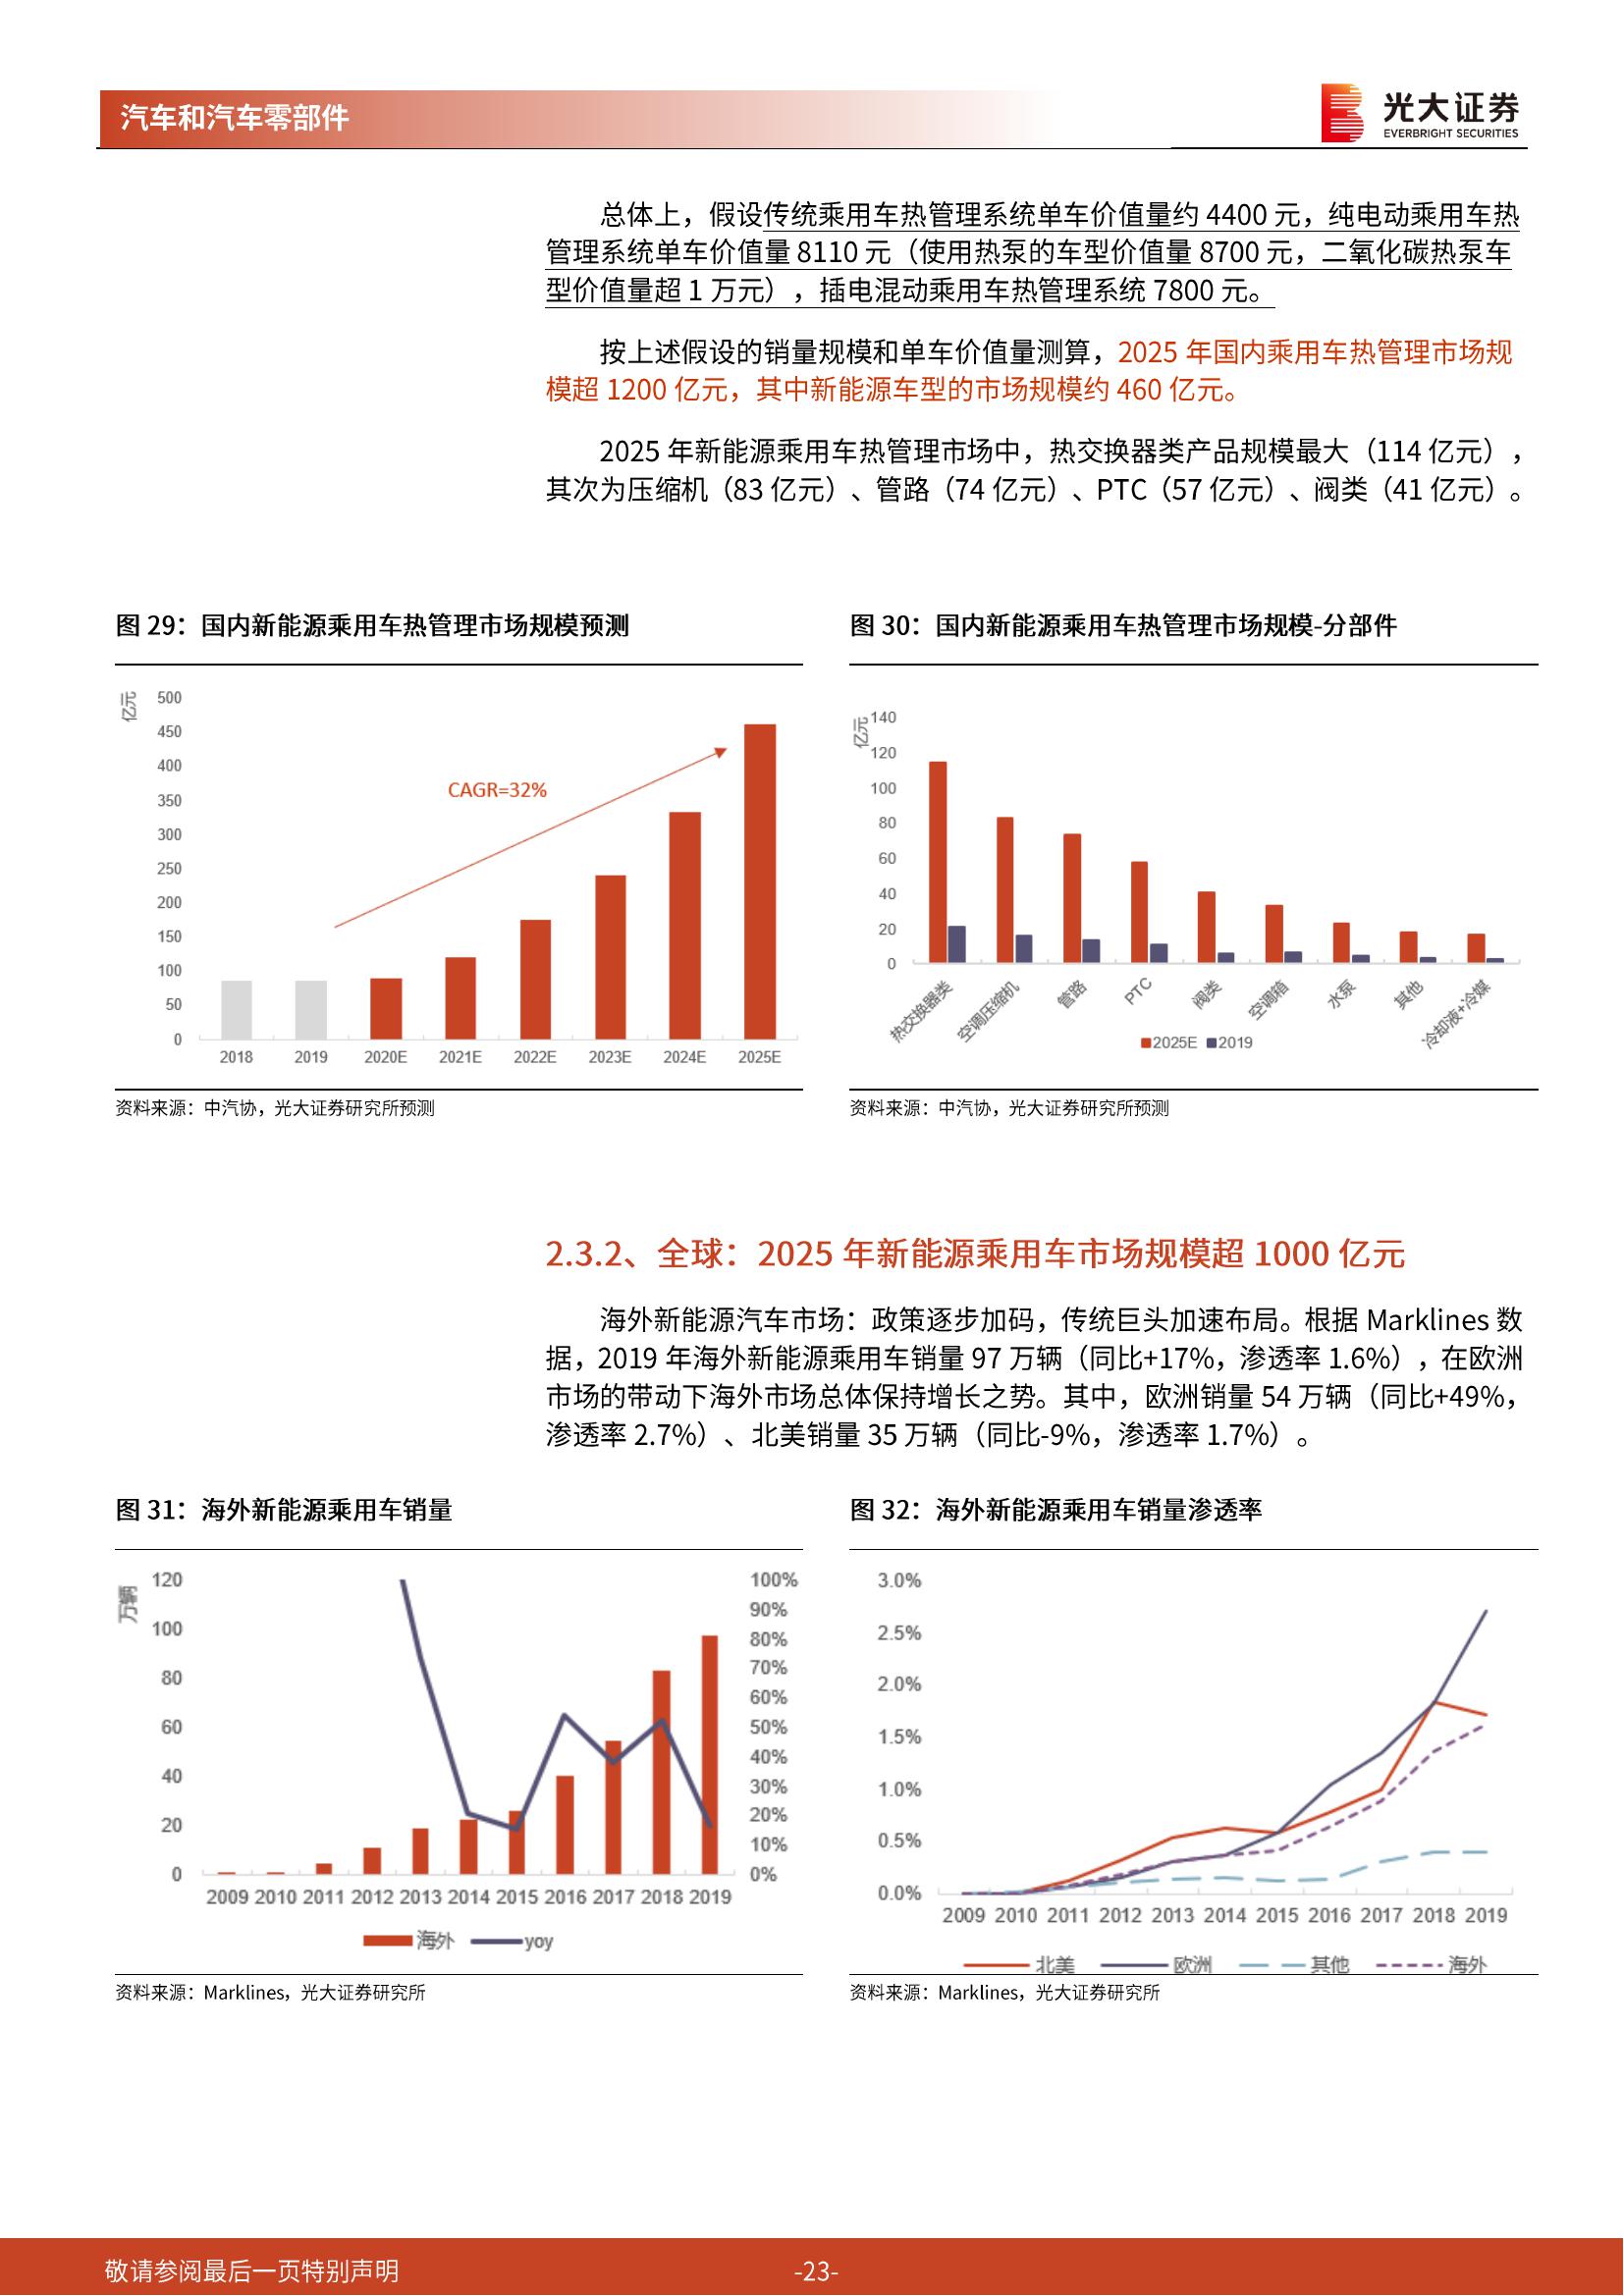 汽车和汽车零部件
光大证券
EVERBRIGHT SECURITIES
总体上，假设传统乘用车热管理系统单车价值量约 4400 元，纯电动乘用车热
管理系统单车价值量 8110 元（使用热泵的车型价值量 8700 元，二氧化碳热泵车
型价值量超 1 万元），插电混动乘用车热管理系统 7800 元。
按上述假设的销量规模和单车价值量测算，2025 年国内乘用车热管理市场规
模超 1200 亿元，其中新能源车型的市场规模约 460 亿元。
2025 年新能源乘用车热管理市场中，热交换器类产品规模最大（114 亿元），
其次为压缩机（83 亿元）、管路（74 亿元）、PTC（57 亿元）、阀类（41 亿元）。
图 29：国内新能源乘用车热管理市场规模预测
亿元
500
450
400
350
300
250
200
150
100
50
0
CAGR=32%
2018 2019 2020E 2021E 2022E 2023E 2024E 2025E
资料来源：中汽协，光大证券研究所预测
图 30：国内新能源乘用车热管理市场规模-分部件
亿元
140
120
100
80
60
40
20
0
热交换器类 空调压缩机 管路 PTC 阀类 空调箱 水泵 其他 冷却液+冷媒
2025E 2019
资料来源：中汽协，光大证券研究所预测
2.3.2、全球：2025 年新能源乘用车市场规模超 1000 亿元
海外新能源汽车市场：政策逐步加码，传统巨头加速布局。根据 Marklines 数
据，2019 年海外新能源乘用车销量 97 万辆（同比+17%，渗透率 1.6%），在欧洲
市场的带动下海外市场总体保持增长之势。其中，欧洲销量 54 万辆（同比+49%，
渗透率 2.7%）、北美销量 35 万辆（同比-9%，渗透率 1.7%）。
图 31：海外新能源乘用车销量
万辆
120
100
80
60
40
20
0
100%
90%
80%
70%
60%
50%
40%
30%
20%
10%
0%
2009 2010 2011 2012 2013 2014 2015 2016 2017 2018 2019
海外 yoy
资料来源：Marklines，光大证券研究所
图 32：海外新能源乘用车销量渗透率
3.0%
2.5%
2.0%
1.5%
1.0%
0.5%
0.0%
2009 2010 2011 2012 2013 2014 2015 2016 2017 2018 2019
北美 欧洲 其他 海外
资料来源：Marklines，光大证券研究所
敬请参阅最后一页特别声明
-23-